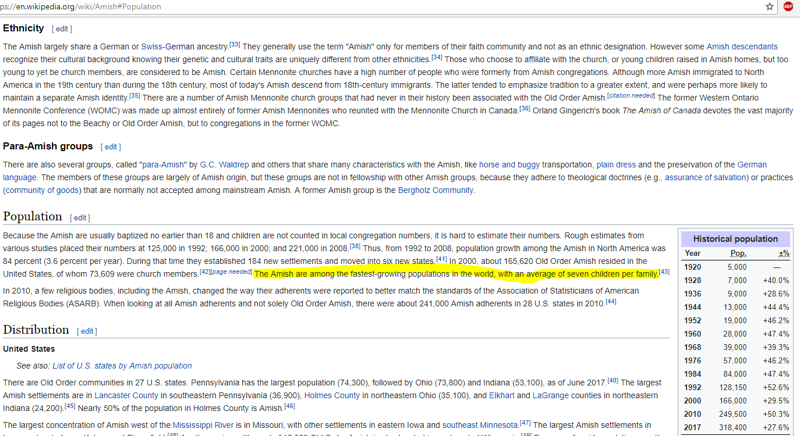 ps://en.wikipedia.org/wiki/Amish#Population
ABP
Ethnicity [ edit ]
The Amish largely share a German or Swiss-German ancestry.[33] They generally use the term "Amish" only for members of their faith community and not as an ethnic designation. However some Amish descendants
recognize their cultural background knowing their genetic and cultural traits are uniquely different from other ethnicities.[34] Those who choose to affiliate with the church, or young children raised in Amish homes, but too
young to yet be church members, are considered to be Amish. Certain Mennonite churches have a high number of people who were formerly from Amish congregations. Although more Amish immigrated to North
America in the 19th century than during the 18th century, most of today's Amish descend from 18th-century immigrants. The latter tended to emphasize tradition to a greater extent, and were perhaps more likely to
maintain a separate Amish identity.[35] There are a number of Amish Mennonite church groups that had never in their history been associated with the Old Order Amish.[citation needed] The former Western Ontario
Mennonite Conference (WOMC) was made up almost entirely of former Amish Mennonites who reunited with the Mennonite Church in Canada.[36] Orland Gingerich's book The Amish of Canada devotes the vast majority
of its pages not to the Beachy or Old Order Amish, but to congregations in the former WOMC.
Para-Amish groups [ edit ]
There are also several groups, called "para-Amish" by G.C. Waldrep and others that share many characteristics with the Amish, like horse and buggy transportation, plain dress and the preservation of the German
language. The members of these groups are largely of Amish origin, but these groups are not in fellowship with other Amish groups, because they adhere to theological doctrines (e.g., assurance of salvation) or practices
(community of goods) that are normally not accepted among mainstream Amish. A former Amish group is the Bergholz Community.
Population [ edit ]
Because the Amish are usually baptized no earlier than 18 and children are not counted in local congregation numbers, it is hard to estimate their numbers. Rough estimates from
various studies placed their numbers at 125,000 in 1992; 166,000 in 2000; and 221,000 in 2008.[38] Thus, from 1992 to 2008, population growth among the Amish in North America was
84 percent (3.6 percent per year). During that time they established 184 new settlements and moved into six new states.[41] In 2000, about 165,620 Old Order Amish resided in the
United States, of whom 73,609 were church members.[42][page needed] The Amish are among the fastest-growing populations in the world, with an average of seven children per family.[43]
In 2010, a few religious bodies, including the Amish, changed the way their adherents were reported to better match the standards of the Association of Statisticians of American
Religious Bodies (ASARB). When looking at all Amish adherents and not solely Old Order Amish, there were about 241,000 Amish adherents in 28 U.S. states in 2010.[44]
Historical population
Year Pop. ±%
1920 5,000 —
1928 7,000 +40.0%
1936 9,000 +28.6%
1944 13,000 +44.4%
1952 19,000 +46.2%
1960 28,000 +47.4%
1968 39,000 +39.3%
1976 57,000 +46.2%
1984 84,000 +47.4%
1992 128,150 +52.6%
2000 166,000 +29.5%
2010 249,500 +50.3%
2017 318,400 +27.6%
Distribution [ edit ]
United States
See also: List of U.S. states by Amish population
There are Old Order communities in 27 U.S. states. Pennsylvania has the largest population (74,300), followed by Ohio (73,800) and Indiana (53,100), as of June 2017.[40] The largest
Amish settlements are in Lancaster County in southeastern Pennsylvania (36,900), Holmes County in northeastern Ohio (35,100), and Elkhart and LaGrange counties in northeastern
Indiana (24,200).[45] Nearly 50% of the population in Holmes County is Amish.[46]
The largest concentration of Amish west of the Mississippi River is in Missouri, with other settlements in eastern Iowa and southeast Minnesota.[47] The largest Amish settlements in